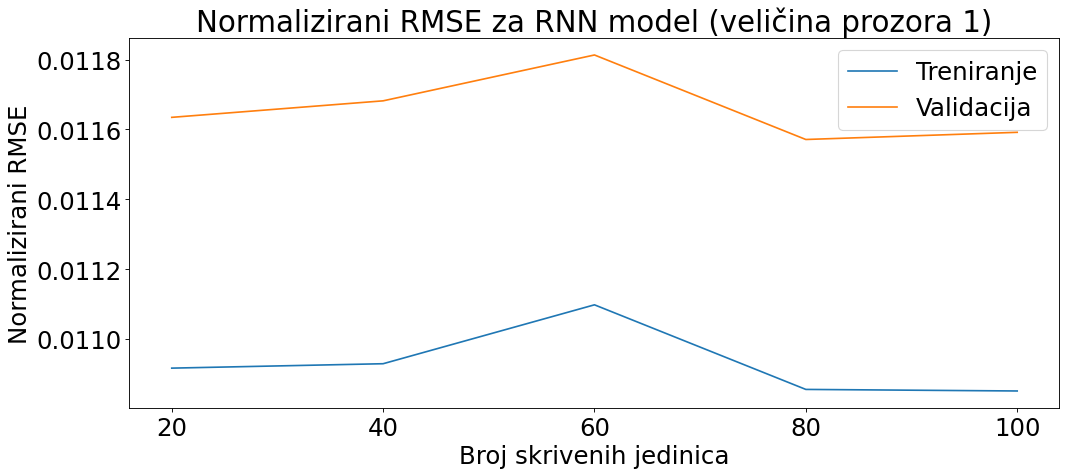 Normalizirani RMSE za RNN model (veličina prozora 1)
Treniranje
Validacija
Normalizirani RMSE
0.0118
0.0116
0.0114
0.0112
0.0110
20 40 60 80 100
Broj skrivenih jedinica